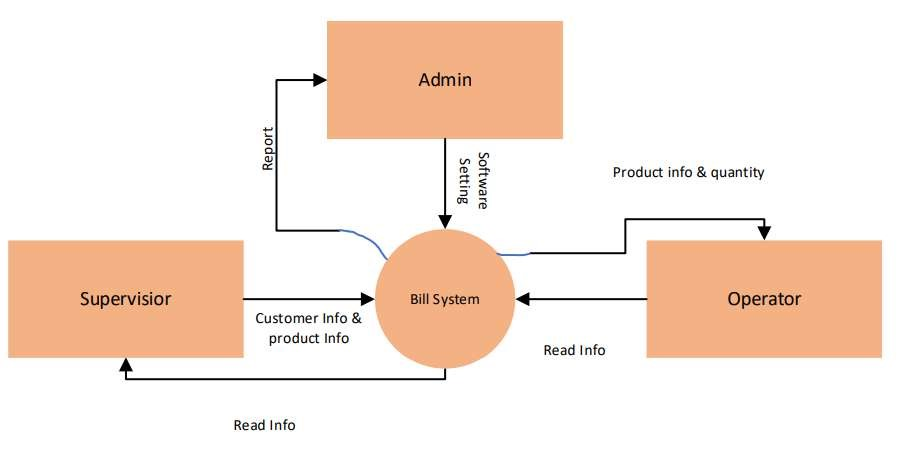 Admin
Report
Software
Setting
Product info & quantity
Supervisior
Customer Info &
product Info
Bill System
Operator
Read Info
Read Info